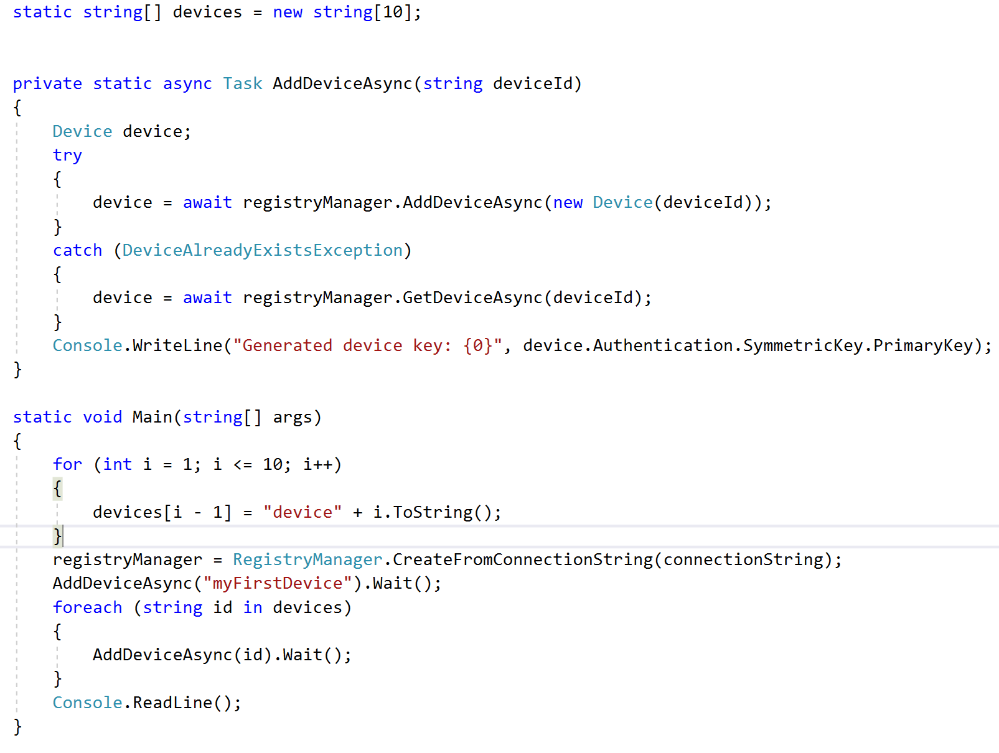 static string[] devices = new string[10];
private static async Task AddDeviceAsync(string deviceId)
{
Device device;
try
{
device = await registryManager.AddDeviceAsync(new Device(deviceId));
}
catch (DeviceAlreadyExistsException)
{
device = await registryManager.GetDeviceAsync(deviceId);
}
Console.WriteLine("Generated device key: {0}", device.Authentication.SymmetricKey.PrimaryKey);
}
static void Main(string[] args)
{
for (int i = 1; i <= 10; i++)
{
devices[i - 1] = "device" + i.ToString();
}
registryManager = RegistryManager.CreateFromConnectionString(connectionString);
AddDeviceAsync("myFirstDevice").Wait();
foreach (string id in devices)
{
AddDeviceAsync(id).Wait();
}
Console.ReadLine();
}